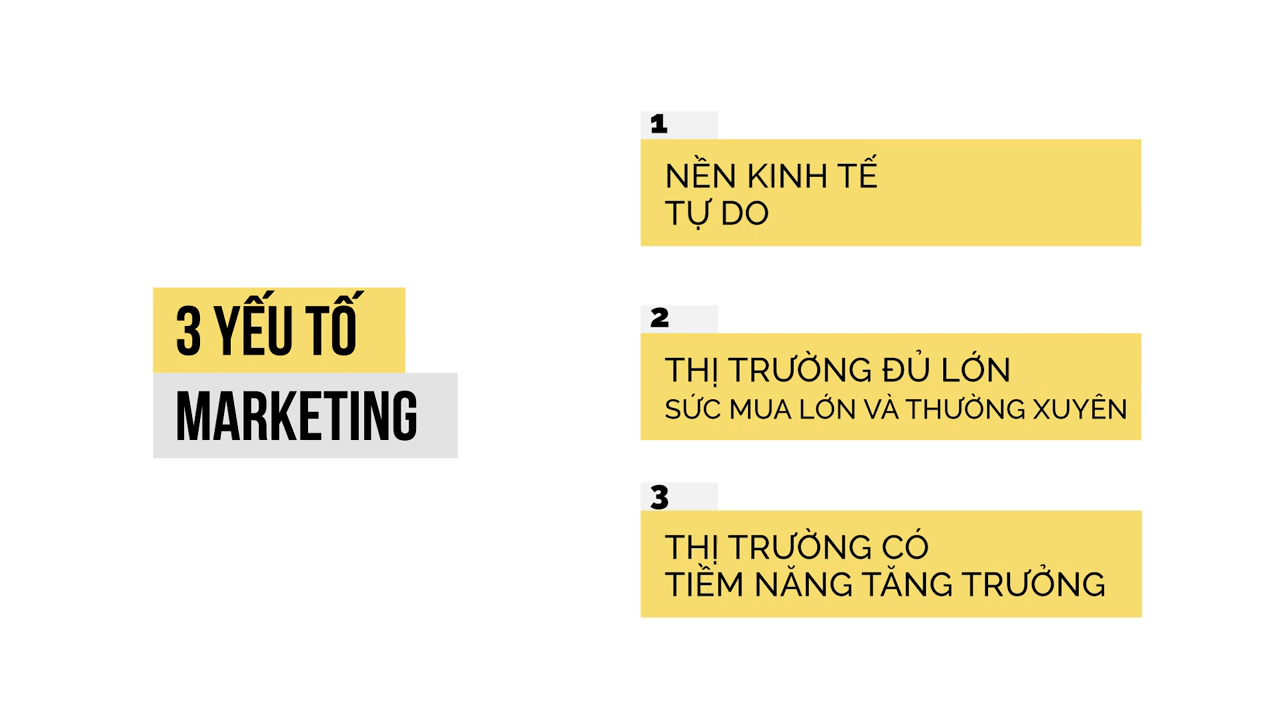 3 YẾU TỐ
MARKETING
1
NỀN KINH TẾ
TỰ DO
2
THỊ TRƯỜNG ĐỦ LỚN
SỨC MUA LỚN VÀ THƯỜNG XUYÊN
3
THỊ TRƯỜNG CÓ
TIỀM NĂNG TĂNG TRƯỞNG